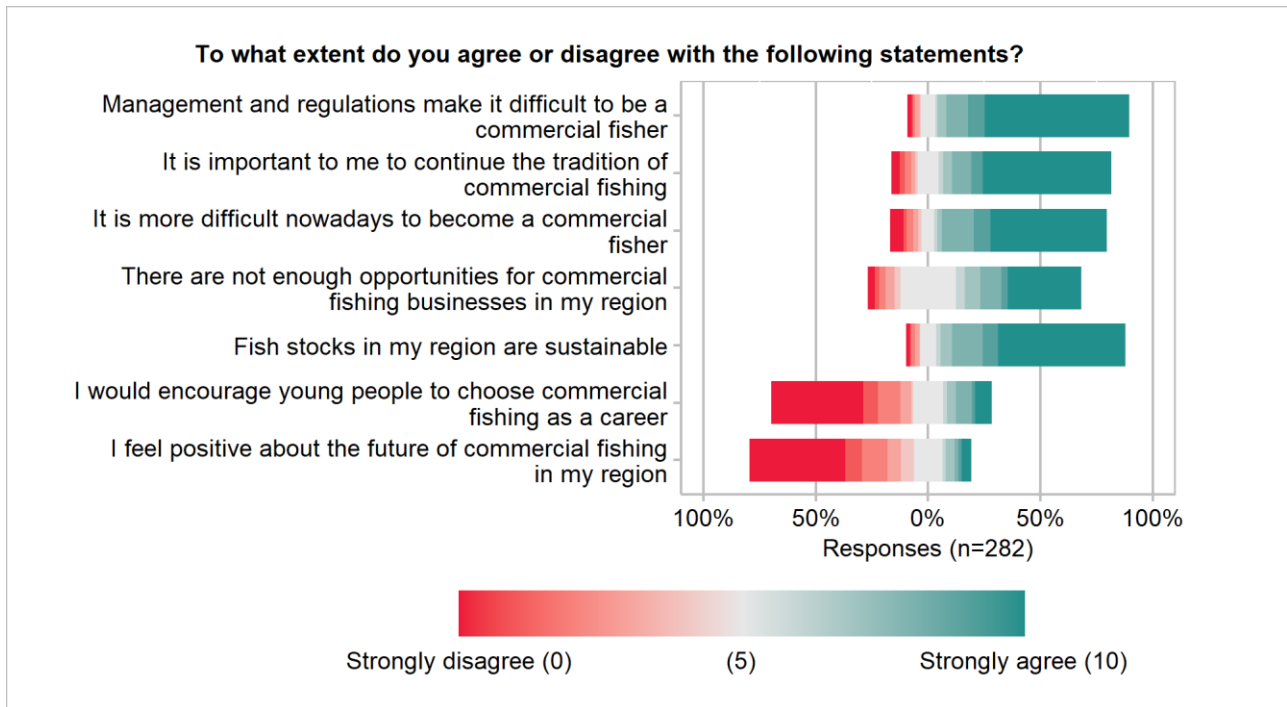 To what extent do you agree or disagree with the following statements?
Management and regulations make it difficult to be a
commercial fisher
It is important to me to continue the tradition of
commercial fishing
It is more difficult nowadays to become a commercial
fisher
There are not enough opportunities for commercial
fishing businesses in my region
Fish stocks in my region are sustainable
I would encourage young people to choose commercial
fishing as a career
I feel positive about the future of commercial fishing
in my region
100% 50% 0% 50% 100%
Responses (n=282)
Strongly disagree (0) (5) Strongly agree (10)